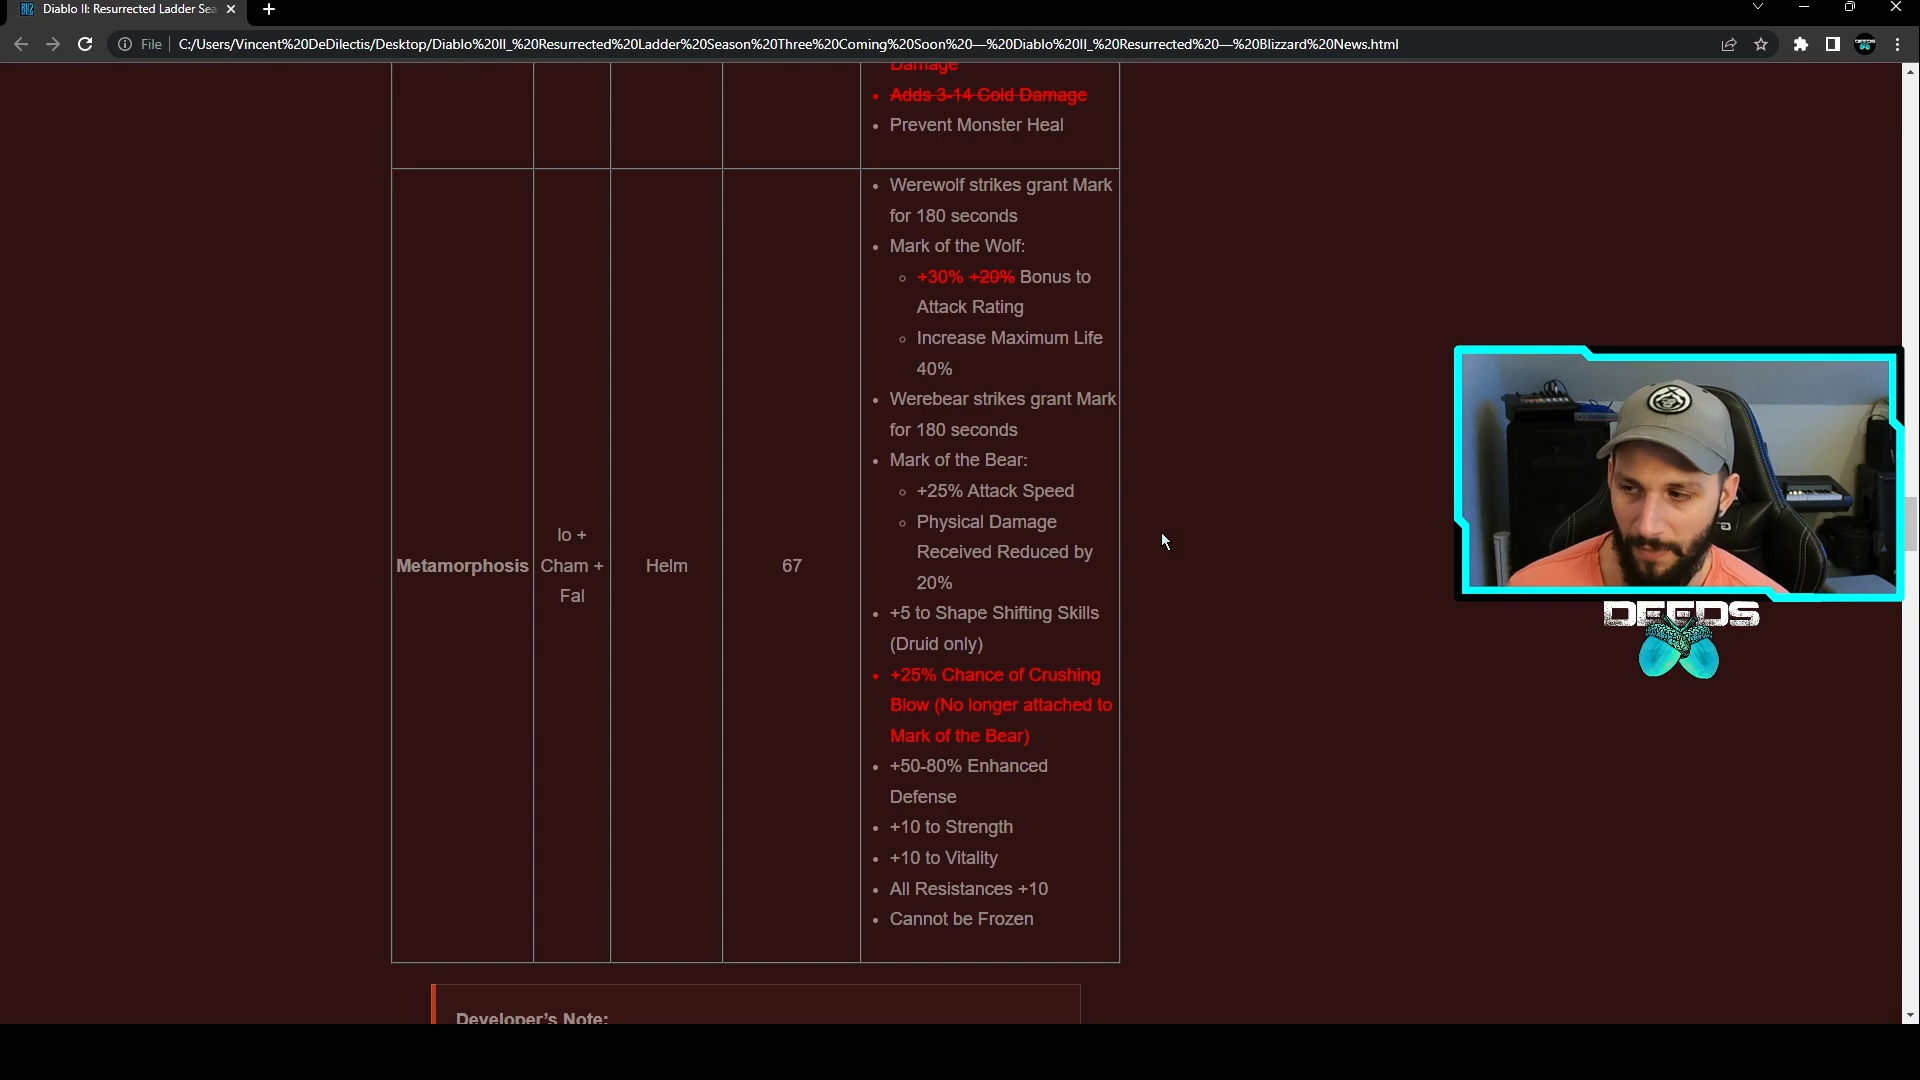 Diablo II: Resurrected Ladder Sea
File C:/Users/Vincent%20DeDilectis/Desktop/Diablo%20II_%20Resurrected%20Ladder%20Season%20Three%20Coming%20Soon%20—%20Diablo%20II_%20Resurrected%20—%20Blizzard%20News.html
Damage
Adds 3-14 Cold Damage
Prevent Monster Heal
Metamorphosis
Io +
Cham +
Fal
Helm
67
Werewolf strikes grant Mark
for 180 seconds
Mark of the Wolf:
+30% +20% Bonus to
Attack Rating
Increase Maximum Life
40%
Werebear strikes grant Mark
for 180 seconds
Mark of the Bear:
+25% Attack Speed
Physical Damage
Received Reduced by
20%
+5 to Shape Shifting Skills
(Druid only)
+25% Chance of Crushing
Blow (No longer attached to
Mark of the Bear)
+50-80% Enhanced
Defense
+10 to Strength
+10 to Vitality
All Resistances +10
Cannot be Frozen
Developer's Note:
DEEDS